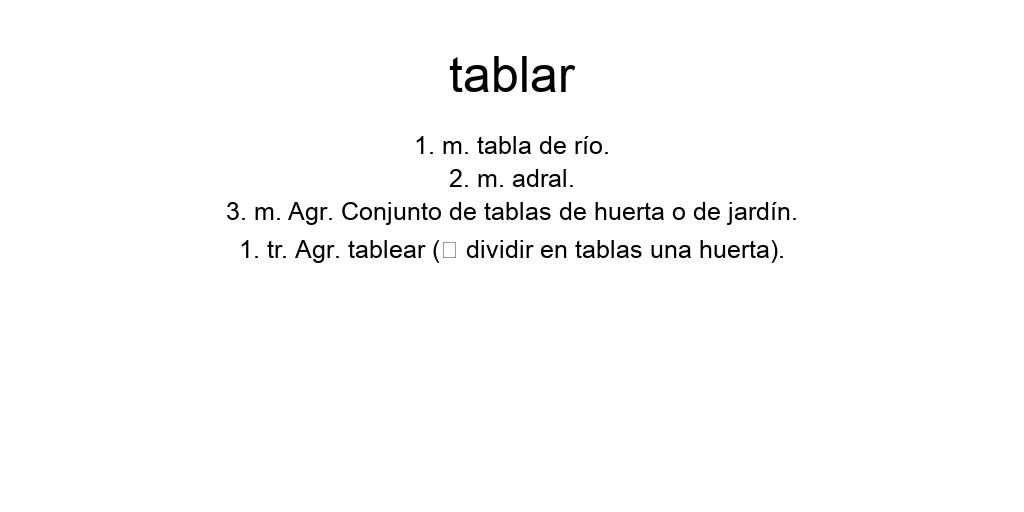 tablar
1. m. tabla de río.
2. m. adral.
3. m. Agr. Conjunto de tablas de huerta o de jardín.
1. tr. Agr. tablear (□ dividir en tablas una huerta).